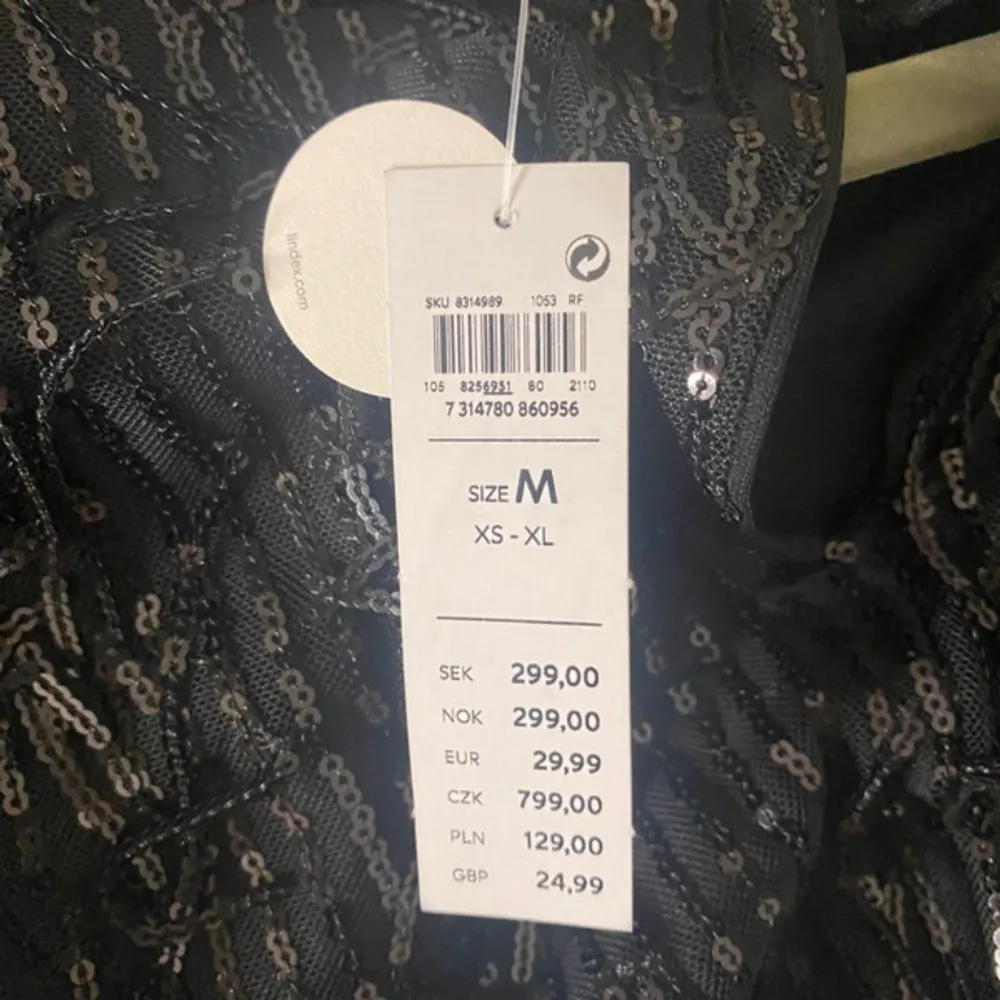 lindex.com
SKU 8314989 1053 RF
105 8256931 80 2110
7 314780 860956
SIZE M
XS - XL
SEK 299,00
NOK 299,00
EUR 29,99
CZK 799,00
PLN 129,00
GBP 24,99